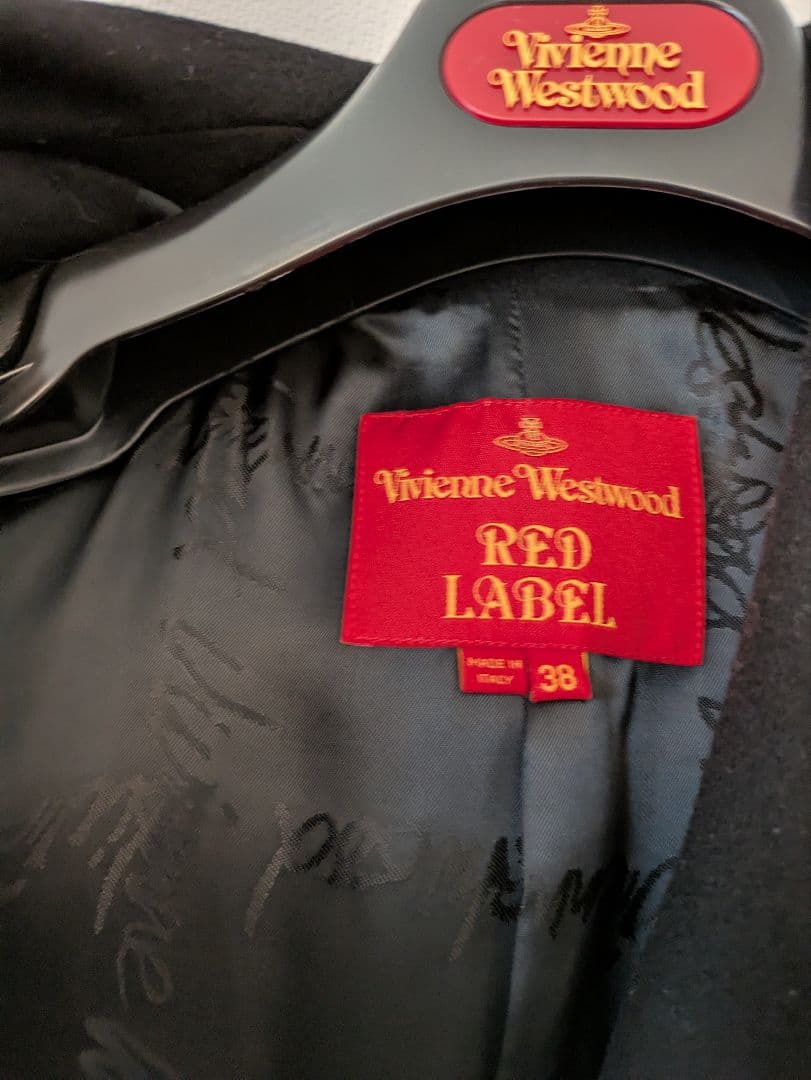 Vivienne
Westwood
Vivienne Westwood
RED
LABEL
MADE IN
ITALY
38